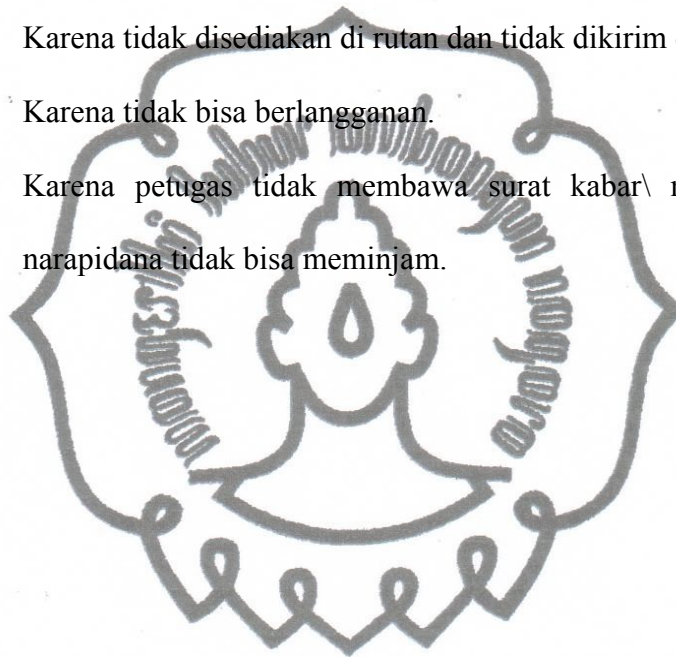 Karena tidak disediakan di rutan dan tidak dikirim
Karena tidak bisa berlangganan.
Karena petugas tidak membawa surat kabar\
narapidana tidak bisa meminjam.